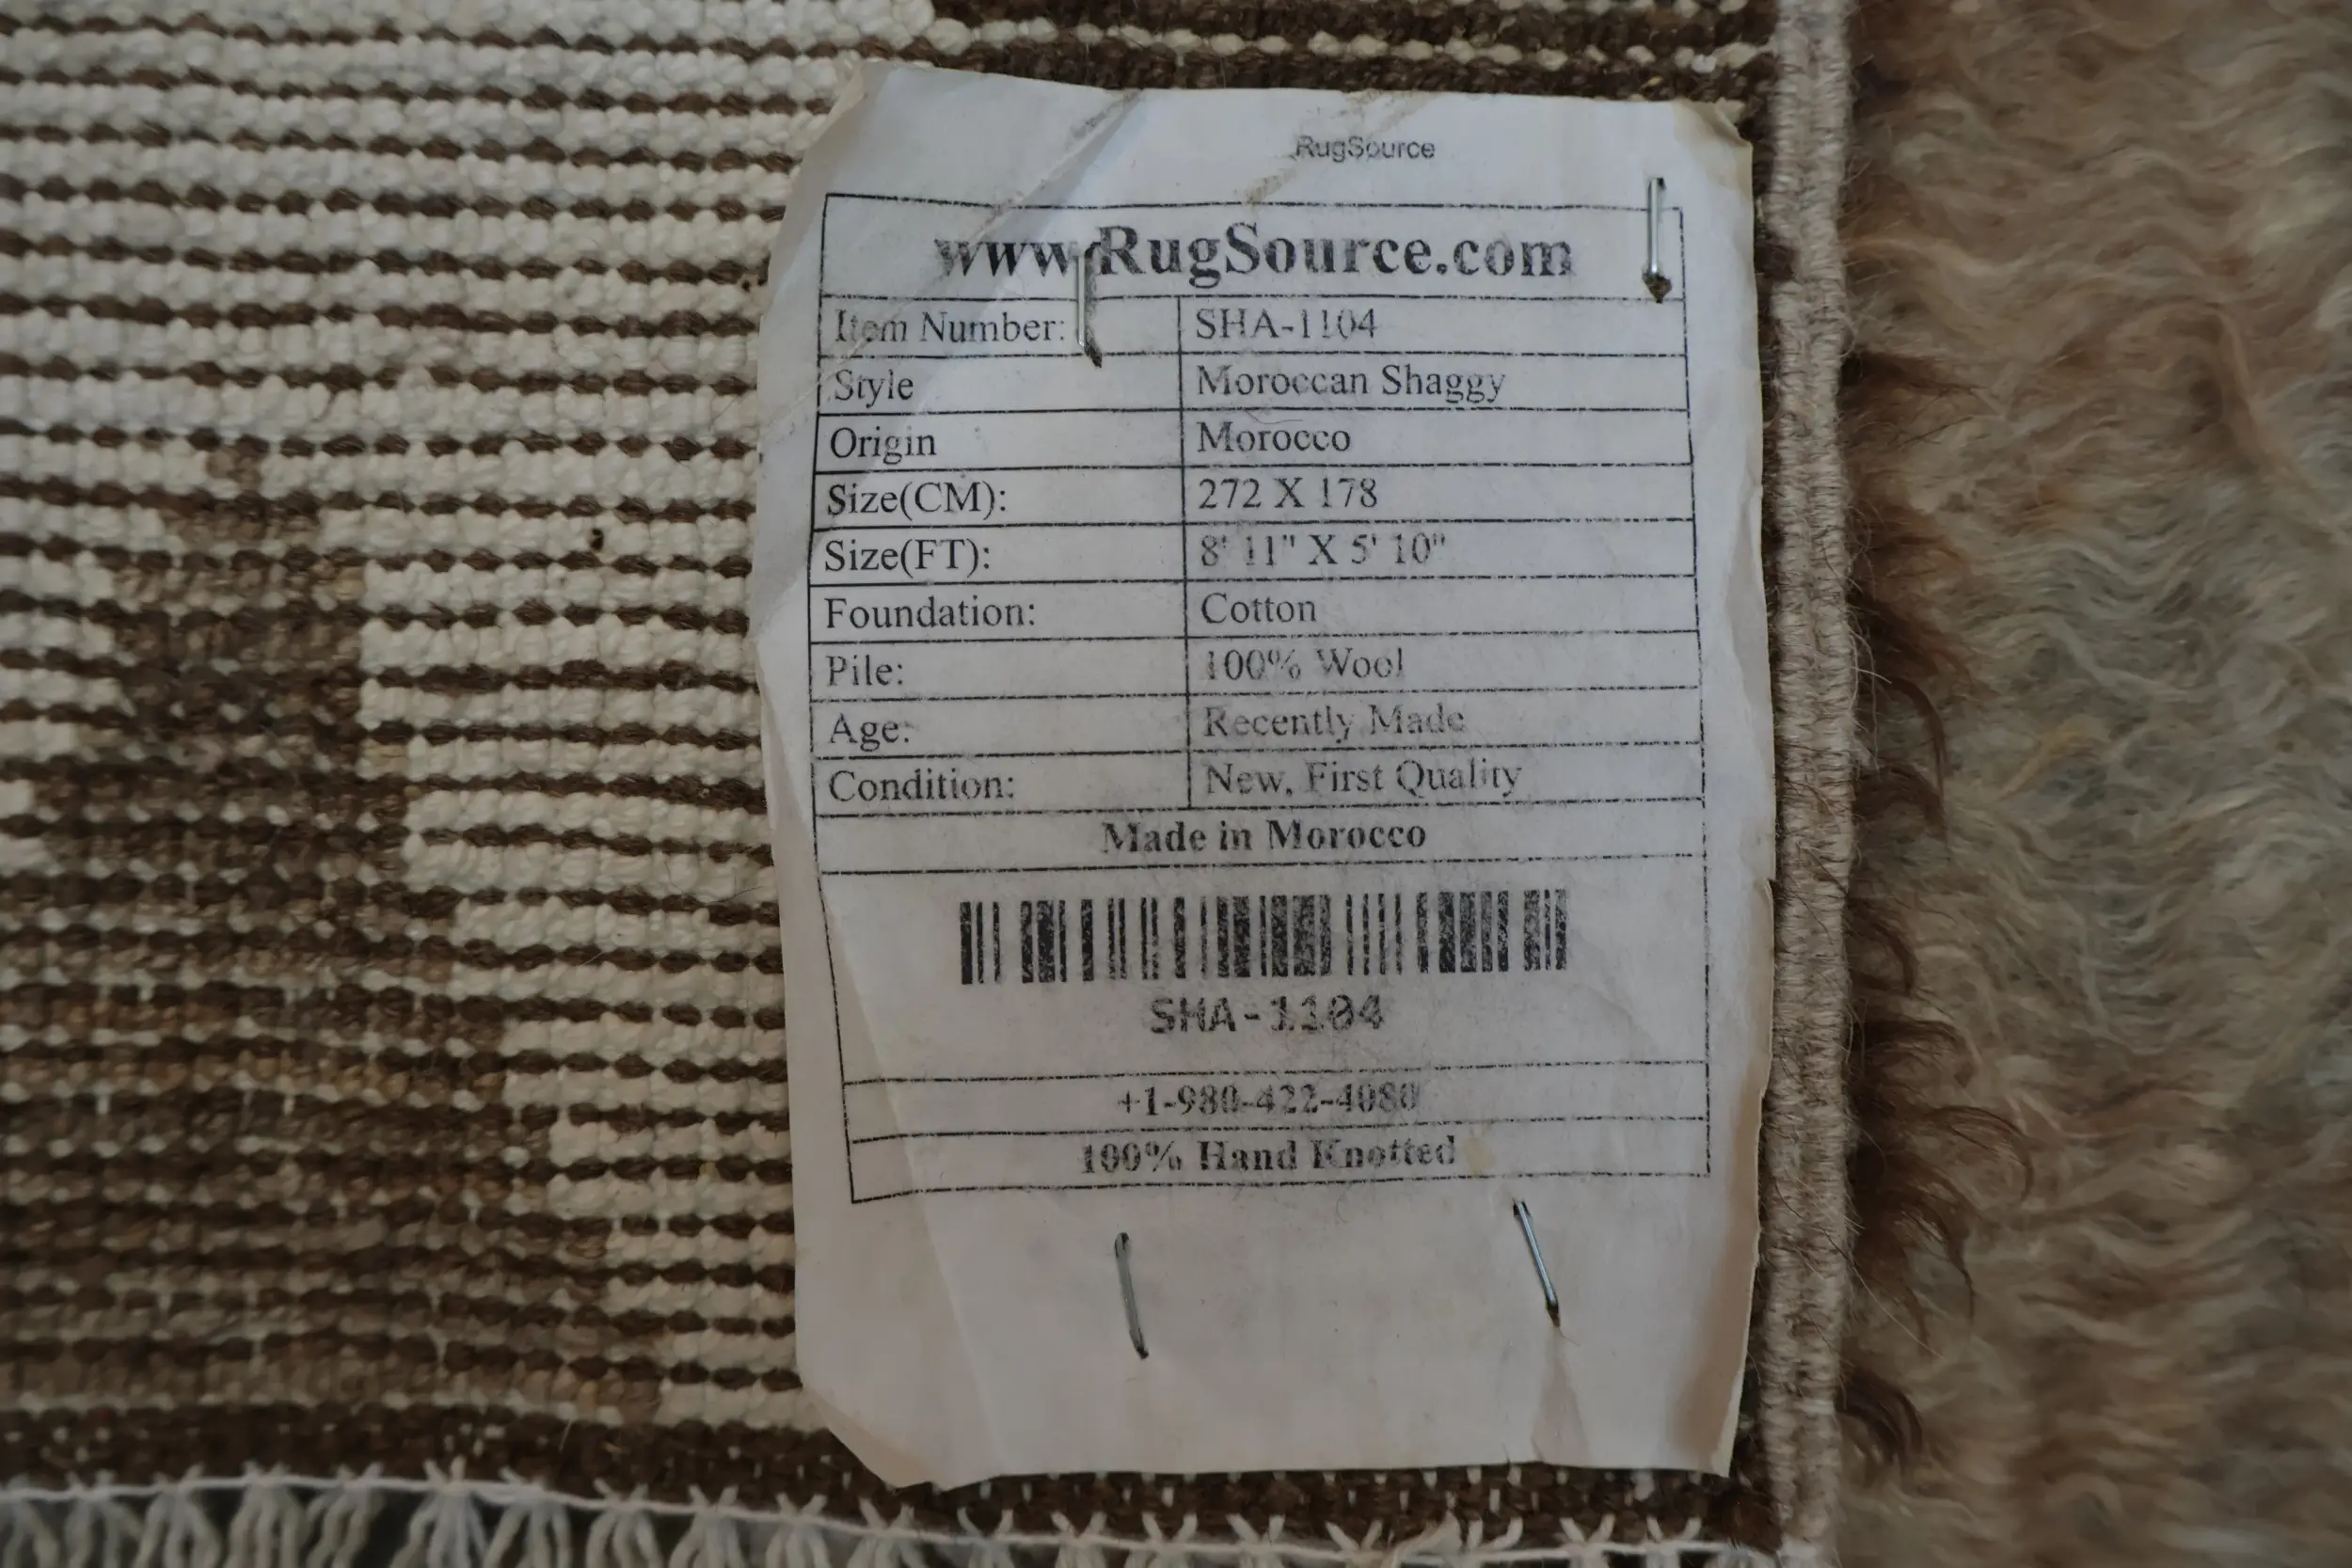 RugSource
www.RugSource.com
Item Number: SHA-1104
Style Moroccan Shaggy
Origin Morocco
Size(CM): 272 X 178
Size(FT): 8' 11" X 5' 10"
Foundation: Cotton
Pile: 100% Wool
Age: Recently Made
Condition: New, First Quality
Made in Morocco
SHA-1104
+1-980-422-4080
100% Hand Knotted